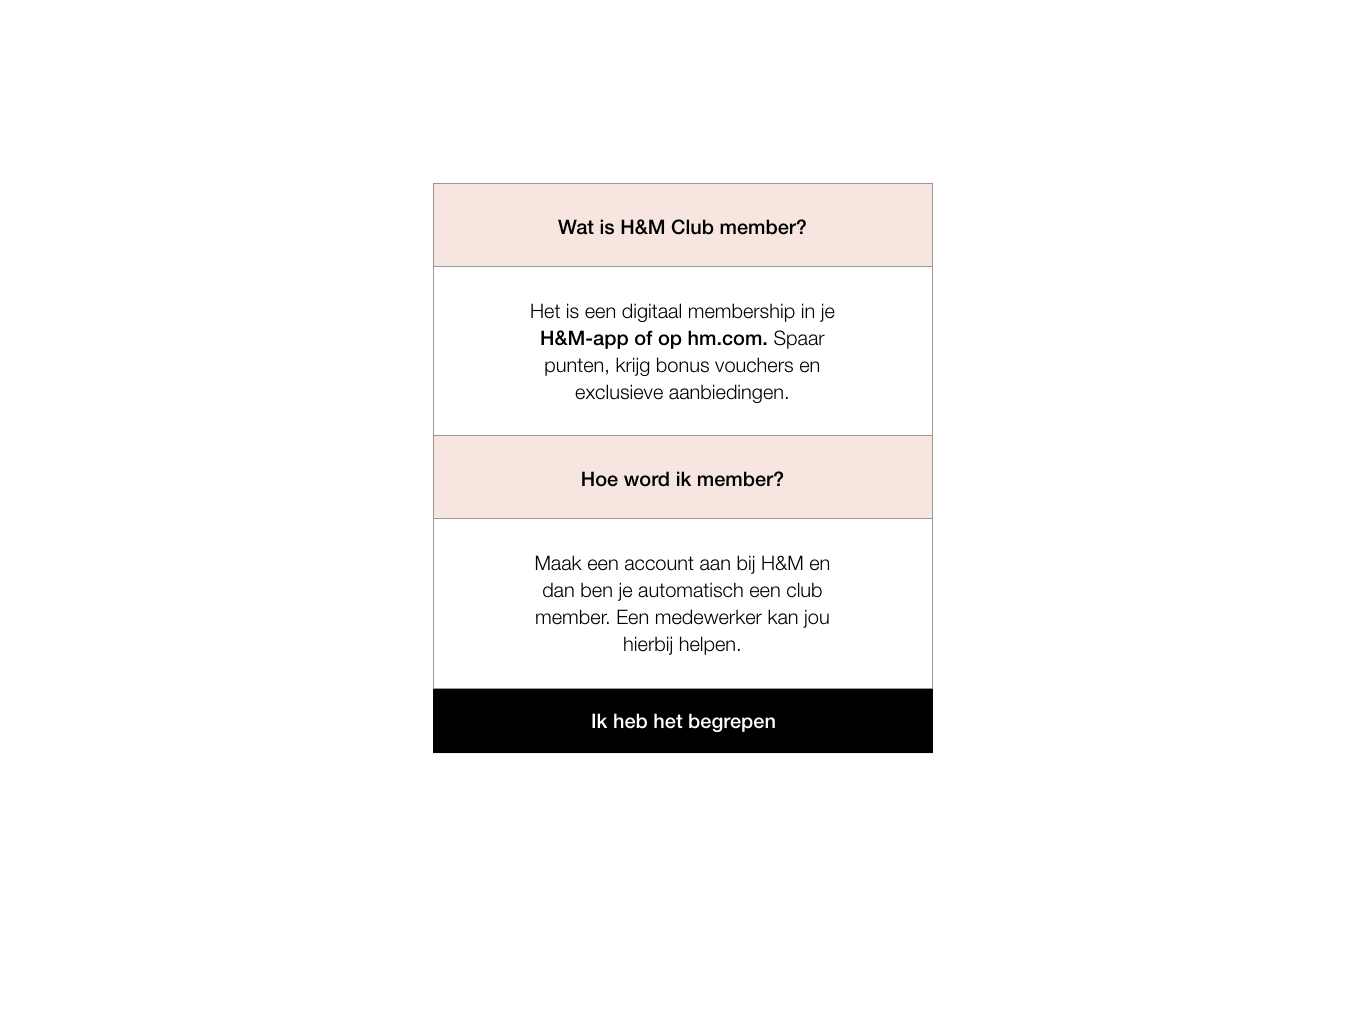 Wat is H&M Club member?
Het is een digitaal membership in je
H&M-app of op hm.com. Spaar
punten, krijg bonus vouchers en
exclusieve aanbiedingen.
Hoe word ik member?
Maak een account aan bij H&M en
dan ben je automatisch een club
member. Een medewerker kan jou
hierbij helpen.
Ik heb het begrepen